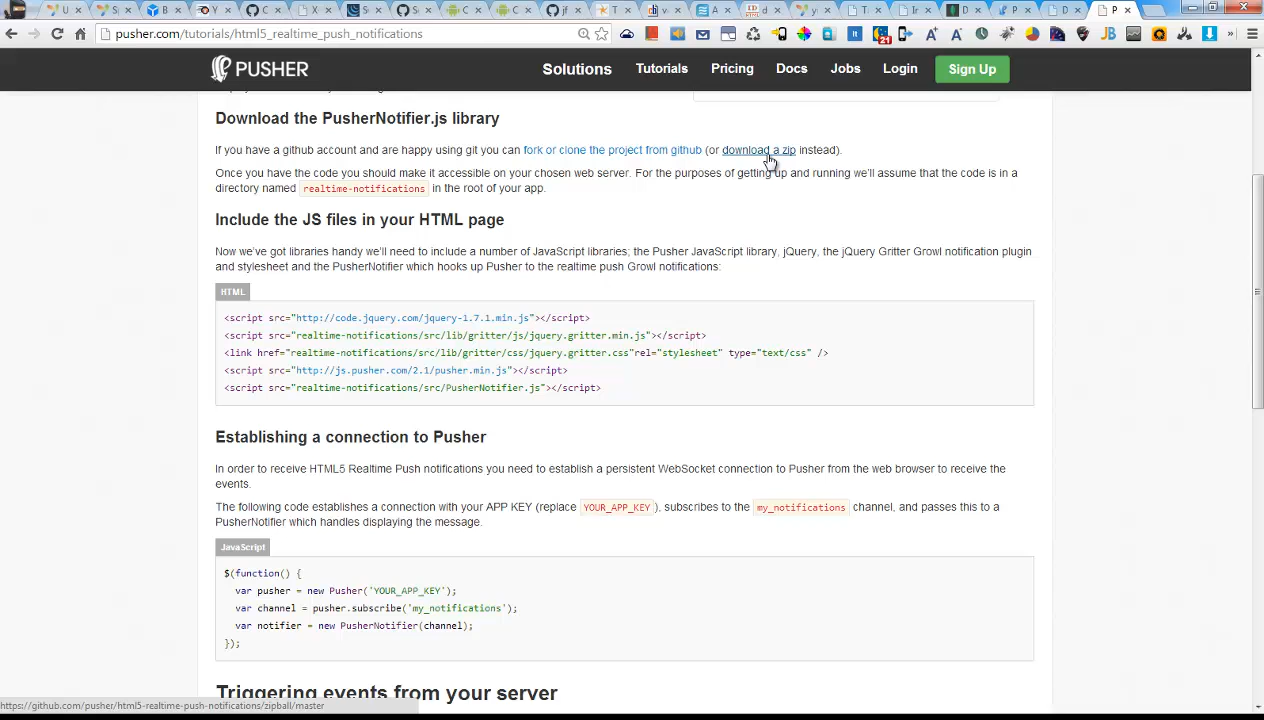 pusher.com/tutorials/html5_realtime_push_notifications
PUSHER
Solutions
Tutorials
Pricing
Docs
Jobs
Login
Sign Up
Download the PusherNotifier.js library
If you have a github account and are happy using git you can fork or clone the project from github (or download a zip instead).
Once you have the code you should make it accessible on your chosen web server. For the purposes of getting up and running we'll assume that the code is in a
directory named realtime-notifications in the root of your app.
Include the JS files in your HTML page
Now we've got libraries handy we'll need to include a number of JavaScript libraries; the Pusher JavaScript library, jQuery, the jQuery Gritter Growl notification plugin
and stylesheet and the PusherNotifier which hooks up Pusher to the realtime push Growl notifications:
HTML
<script src="http://code.jquery.com/jquery-1.7.1.min.js"></script>
<script src="realtime-notifications/src/lib/gritter/js/jquery.gritter.min.js"></script>
<link href="realtime-notifications/src/lib/gritter/css/jquery.gritter.css"rel="stylesheet" type="text/css" />
<script src="http://js.pusher.com/2.1/pusher.min.js"></script>
<script src="realtime-notifications/src/PusherNotifier.js"></script>
Establishing a connection to Pusher
In order to receive HTML5 Realtime Push notifications you need to establish a persistent WebSocket connection to Pusher from the web browser to receive the
events.
The following code establishes a connection with your APP KEY (replace YOUR_APP_KEY), subscribes to the my_notifications channel, and passes this to a
PusherNotifier which handles displaying the message.
JavaScript
$(function() {
var pusher = new Pusher('YOUR_APP_KEY');
var channel = pusher.subscribe('my_notifications');
var notifier = new PusherNotifier(channel);
});
Triggering events from your server
https://github.com/pusher/html5-realtime-push-notifications/zipball/master